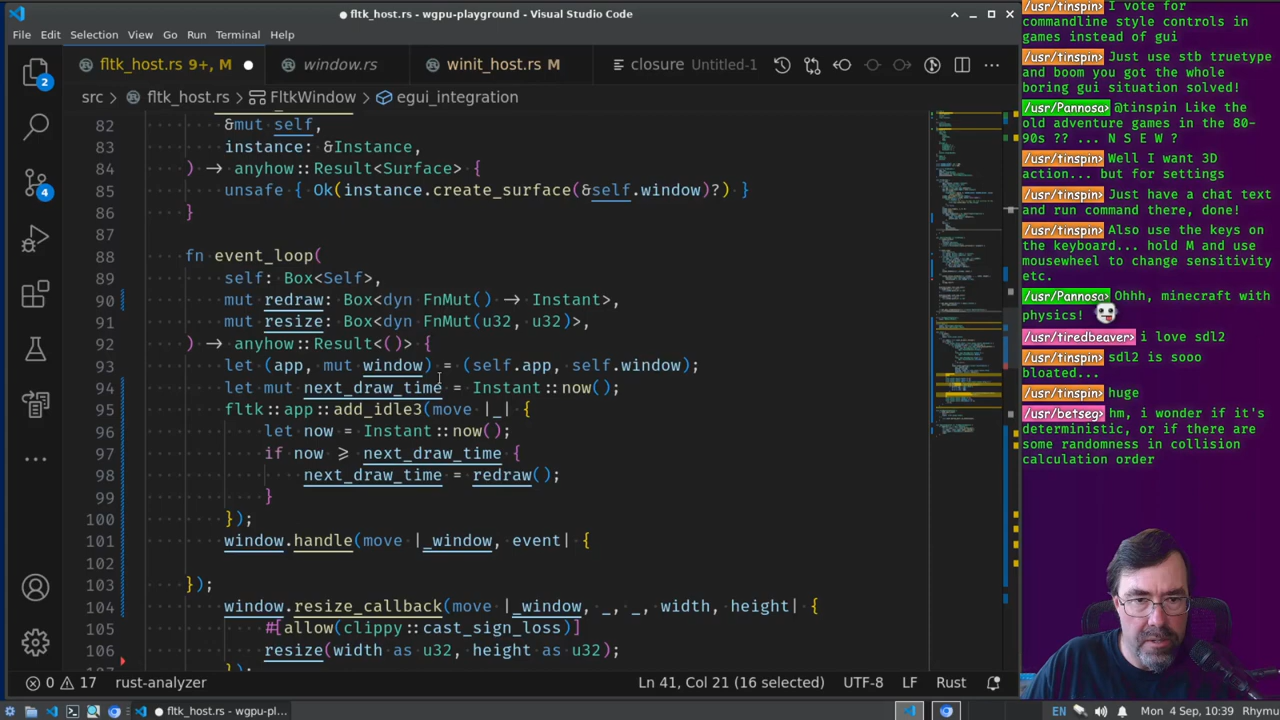 ● fltk_host.rs - wgpu-playground - Visual Studio Code
File Edit Selection View Go Run Terminal Help
fltk_host.rs 9+, M ● window.rs winit_host.rs M closure Untitled-1
src > fltk_host.rs > FltkWindow > egui_integration
82 &mut self,
83 instance: &Instance,
84 ) → anyhow::Result<Surface> {
85 unsafe { Ok(instance.create_surface(&self.window)?) }
86 }
87
88 fn event_loop(
89 self: Box<Self>,
90 mut redraw: Box<dyn FnMut() → Instant>,
91 mut resize: Box<dyn FnMut(u32, u32)>,
92 ) → anyhow::Result<()> {
93 let (app, mut window) = (self.app, self.window);
94 let mut next_draw_time = Instant::now();
95 fltk::app::add_idle3(move |_| {
96 let now = Instant::now();
97 if now ≥ next_draw_time {
98 next_draw_time = redraw();
99 }
100 });
101 window.handle(move |_window, event| {
102
103 });
104 window.resize_callback(move |_window, _, _, width, height| {
105 #[allow(clippy::cast_sign_loss)]
106 resize(width as u32, height as u32);
2
4
0 17 rust-analyzer Ln 41, Col 21 (16 selected) UTF-8 LF Rust
fltk_host.rs - wgpu-pl... EN Mon 4 Sep, 10:39 Rhymu
/usr/tinspin> I vote for
commandline style controls in
games instead of gui
/usr/tinspin> Just use stb truetype
and boom you got the whole
boring gui situation solved!
/usr/Pannosa> @tinspin Like the
old adventure games in the 80-
90s ?? ... N S E W ?
/usr/tinspin> Well I want 3D
action... but for settings
/usr/tinspin> Just have a chat text
and run command there, done!
/usr/tinspin> Also use the keys on
the keyboard... hold M and use
mousewheel to change sensitivity
etc.
/usr/Pannosa> Ohhh, minecraft with
physics!
/usr/tiredbeaver> i love sdl2
/usr/tinspin> sdl2 is sooo
bloated...
/usr/tinspin> huge
/usr/betseg> hm, i wonder if it's
deterministic, or if there are
some randomness in collision
calculation order